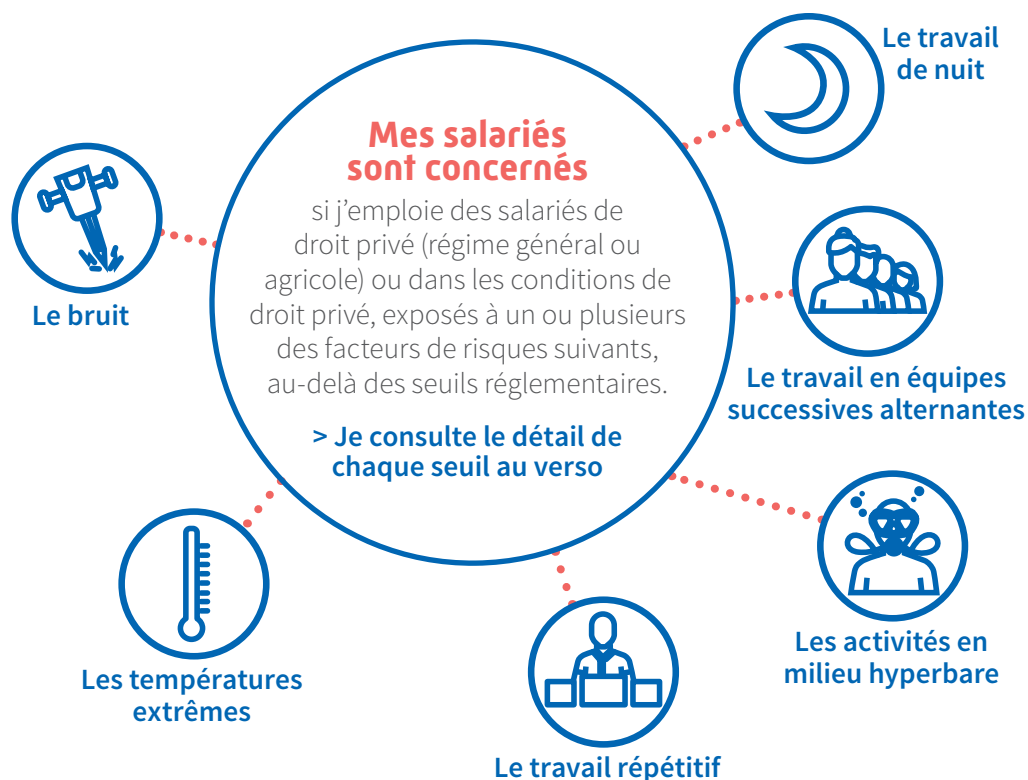 Mes salariés
sont concernés
si j’emploie des salariés de
droit privé (régime général ou
agricole) ou dans les conditions de
droit privé, exposés à un ou plusieurs
des facteurs de risques suivants,
au-delà des seuils réglementaires.
> Je consulte le détail de
chaque seuil au verso
Le travail
de nuit
Le travail en équipes
successives alternantes
Les activités en
milieu hyperbare
Le travail répétitif
Les températures
extrêmes
Le bruit